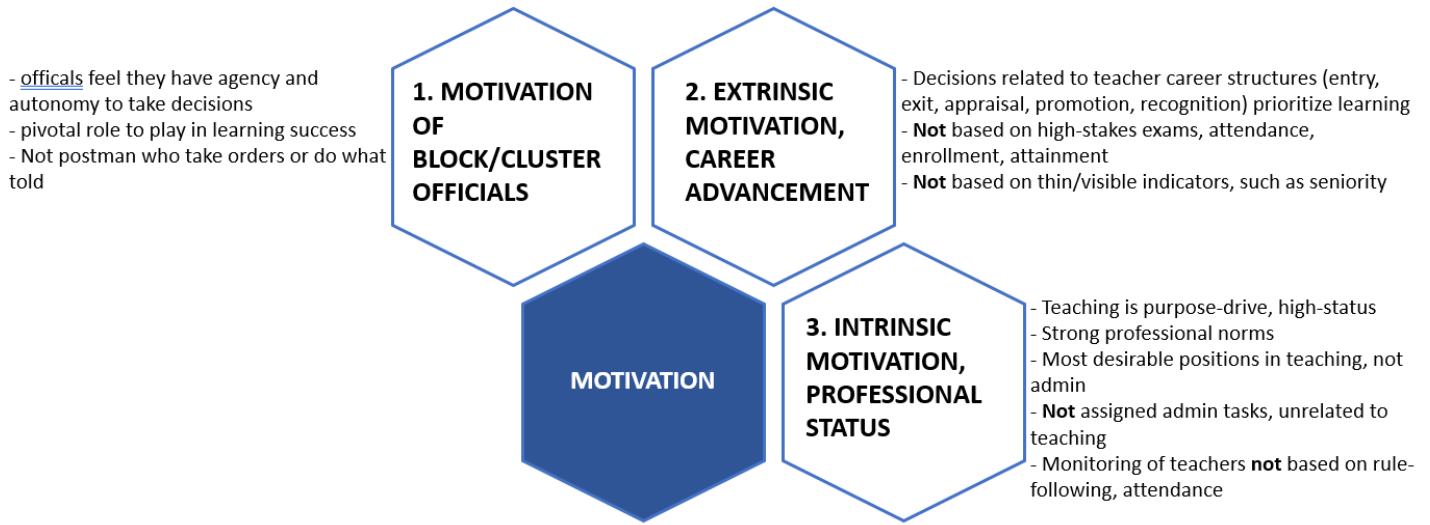 - officals feel they have agency and
autonomy to take decisions
- pivotal role to play in learning success
- Not postman who take orders or do what
told
1. MOTIVATION
OF
BLOCK/CLUSTER
OFFICIALS
2. EXTRINSIC
MOTIVATION,
CAREER
ADVANCEMENT
- Decisions related to teacher career structures (entry,
exit, appraisal, promotion, recognition) prioritize learning
- Not based on high-stakes exams, attendance,
enrollment, attainment
- Not based on thin/visible indicators, such as seniority
MOTIVATION
3. INTRINSIC
MOTIVATION,
PROFESSIONAL
STATUS
- Teaching is purpose-drive, high-status
- Strong professional norms
- Most desirable positions in teaching, not
admin
- Not assigned admin tasks, unrelated to
teaching
- Monitoring of teachers not based on rule-
following, attendance